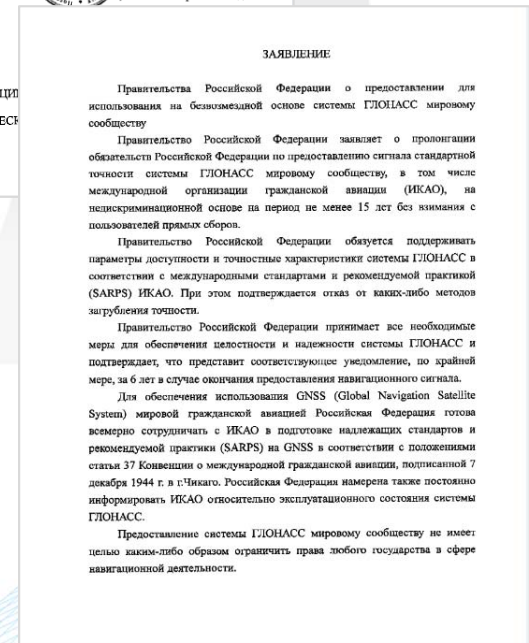 ЗАЯВЛЕНИЕ
Правительства Российской Федерации о предоставлении для
использования на безвозмездной основе системы ГЛОНАСС мировому
сообществу
Правительство Российской Федерации заявляет о пролонгации
обязательств Российской Федерации по предоставлению сигнала стандартной
точности системы ГЛОНАСС мировому сообществу, в том числе
международной организации гражданской авиации (ИКАО), на
недискриминационной основе на период не менее 15 лет без взимания с
пользователей прямых сборов.
Правительство Российской Федерации обязуется поддерживать
параметры доступности и точностные характеристики системы ГЛОНАСС в
соответствии с международными стандартами и рекомендуемой практикой
(SARPS) ИКАО. При этом подтверждается отказ от каких-либо методов
загрубления точности.
Правительство Российской Федерации принимает все необходимые
меры для обеспечения целостности и надежности системы ГЛОНАСС и
подтверждает, что представит соответствующее уведомление, по крайней
мере, за 6 лет в случае окончания предоставления навигационного сигнала.
Для обеспечения использования GNSS (Global Navigation Satellite
System) мировой гражданской авиацией Российская Федерация готова
всемерно сотрудничать с ИКАО в подготовке надлежащих стандартов и
рекомендуемой практики (SARPS) на GNSS в соответствии с положениями
статьи 37 Конвенции о международной гражданской авиации, подписанной 7
декабря 1944 г. в г.Чикаго. Российская Федерация намерена также постоянно
информировать ИКАО относительно эксплуатационного состояния системы
ГЛОНАСС.
Предоставление системы ГЛОНАСС мировому сообществу не имеет
целью каким-либо образом ограничить права любого государства в сфере
навигационной деятельности.